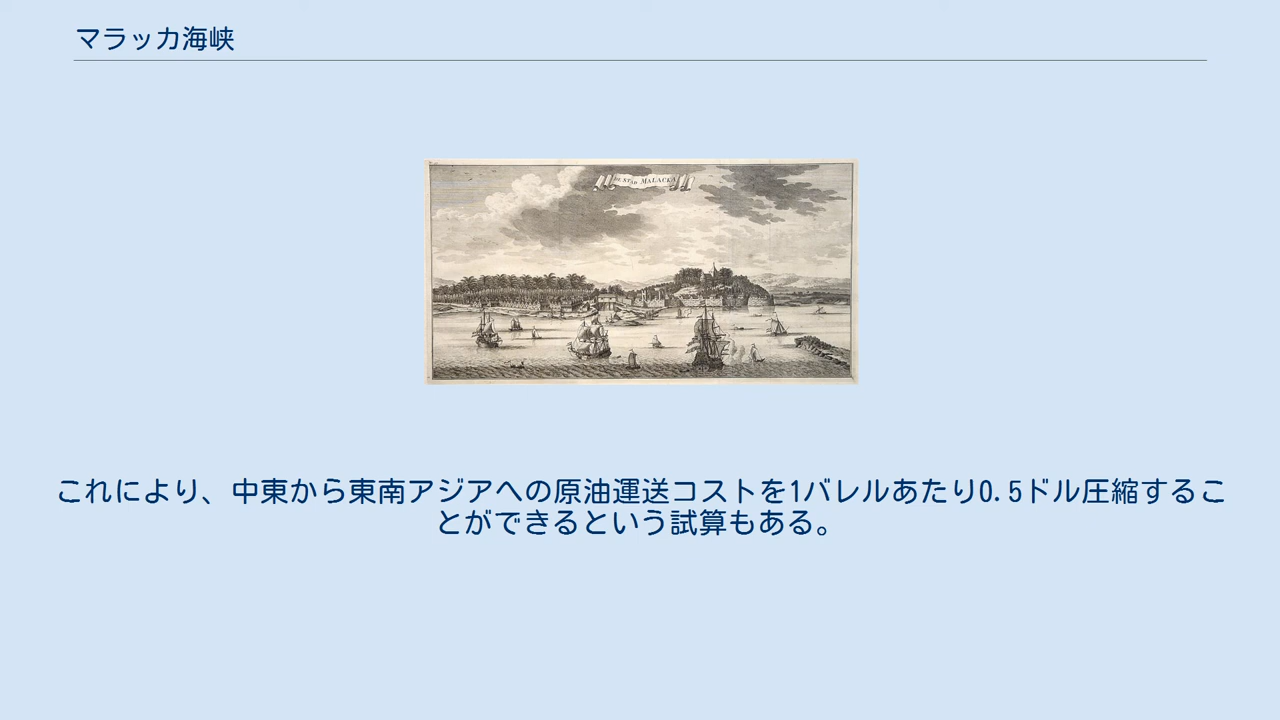 マラッカ海峡
DE STAD MALACKA
これにより、中東から東南アジアへの原油運送コストを1バレルあたり0.5ドル圧縮するこ
とができるという試算もある。